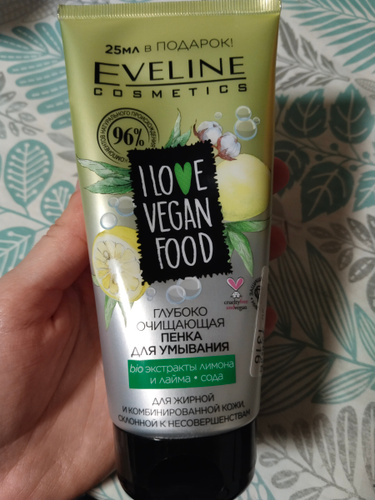 25мл В ПОДАРОК!
EVELINE
COSMETICS
96%
I LOVE
VEGAN
FOOD
ГЛУБОКО
ОЧИЩАЮЩАЯ
ПЕНКА
ДЛЯ УМЫВАНИЯ
bio экстракты лимона
и лайма • сода
ДЛЯ ЖИРНОЙ
И КОМБИНИРОВАННОЙ КОЖИ,
СКЛОННОЙ К НЕСОВЕРШЕНСТВАМ